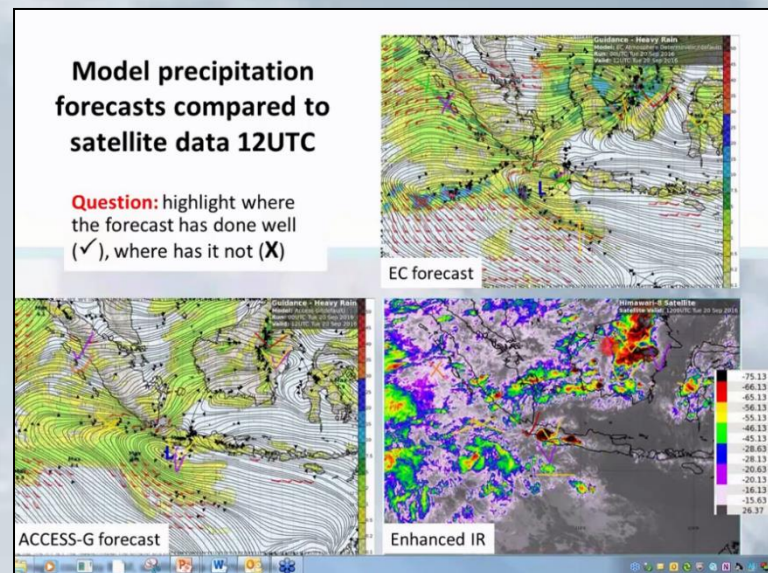 Model precipitation
forecasts compared to
satellite data 12UTC
Question: highlight where
the forecast has done well
(✓), where has it not (X)
Guidance - Heavy Rain
EC forecast
Guidance - Heavy Rain
ACCESS-G forecast
Himawari-8 Satellite
Enhanced IR
-75.13
-66.13
-65.13
-56.13
-55.13
-46.13
-45.13
-28.63
-28.13
-20.63
-20.13
-16.13
-15.63
26.37
L
L